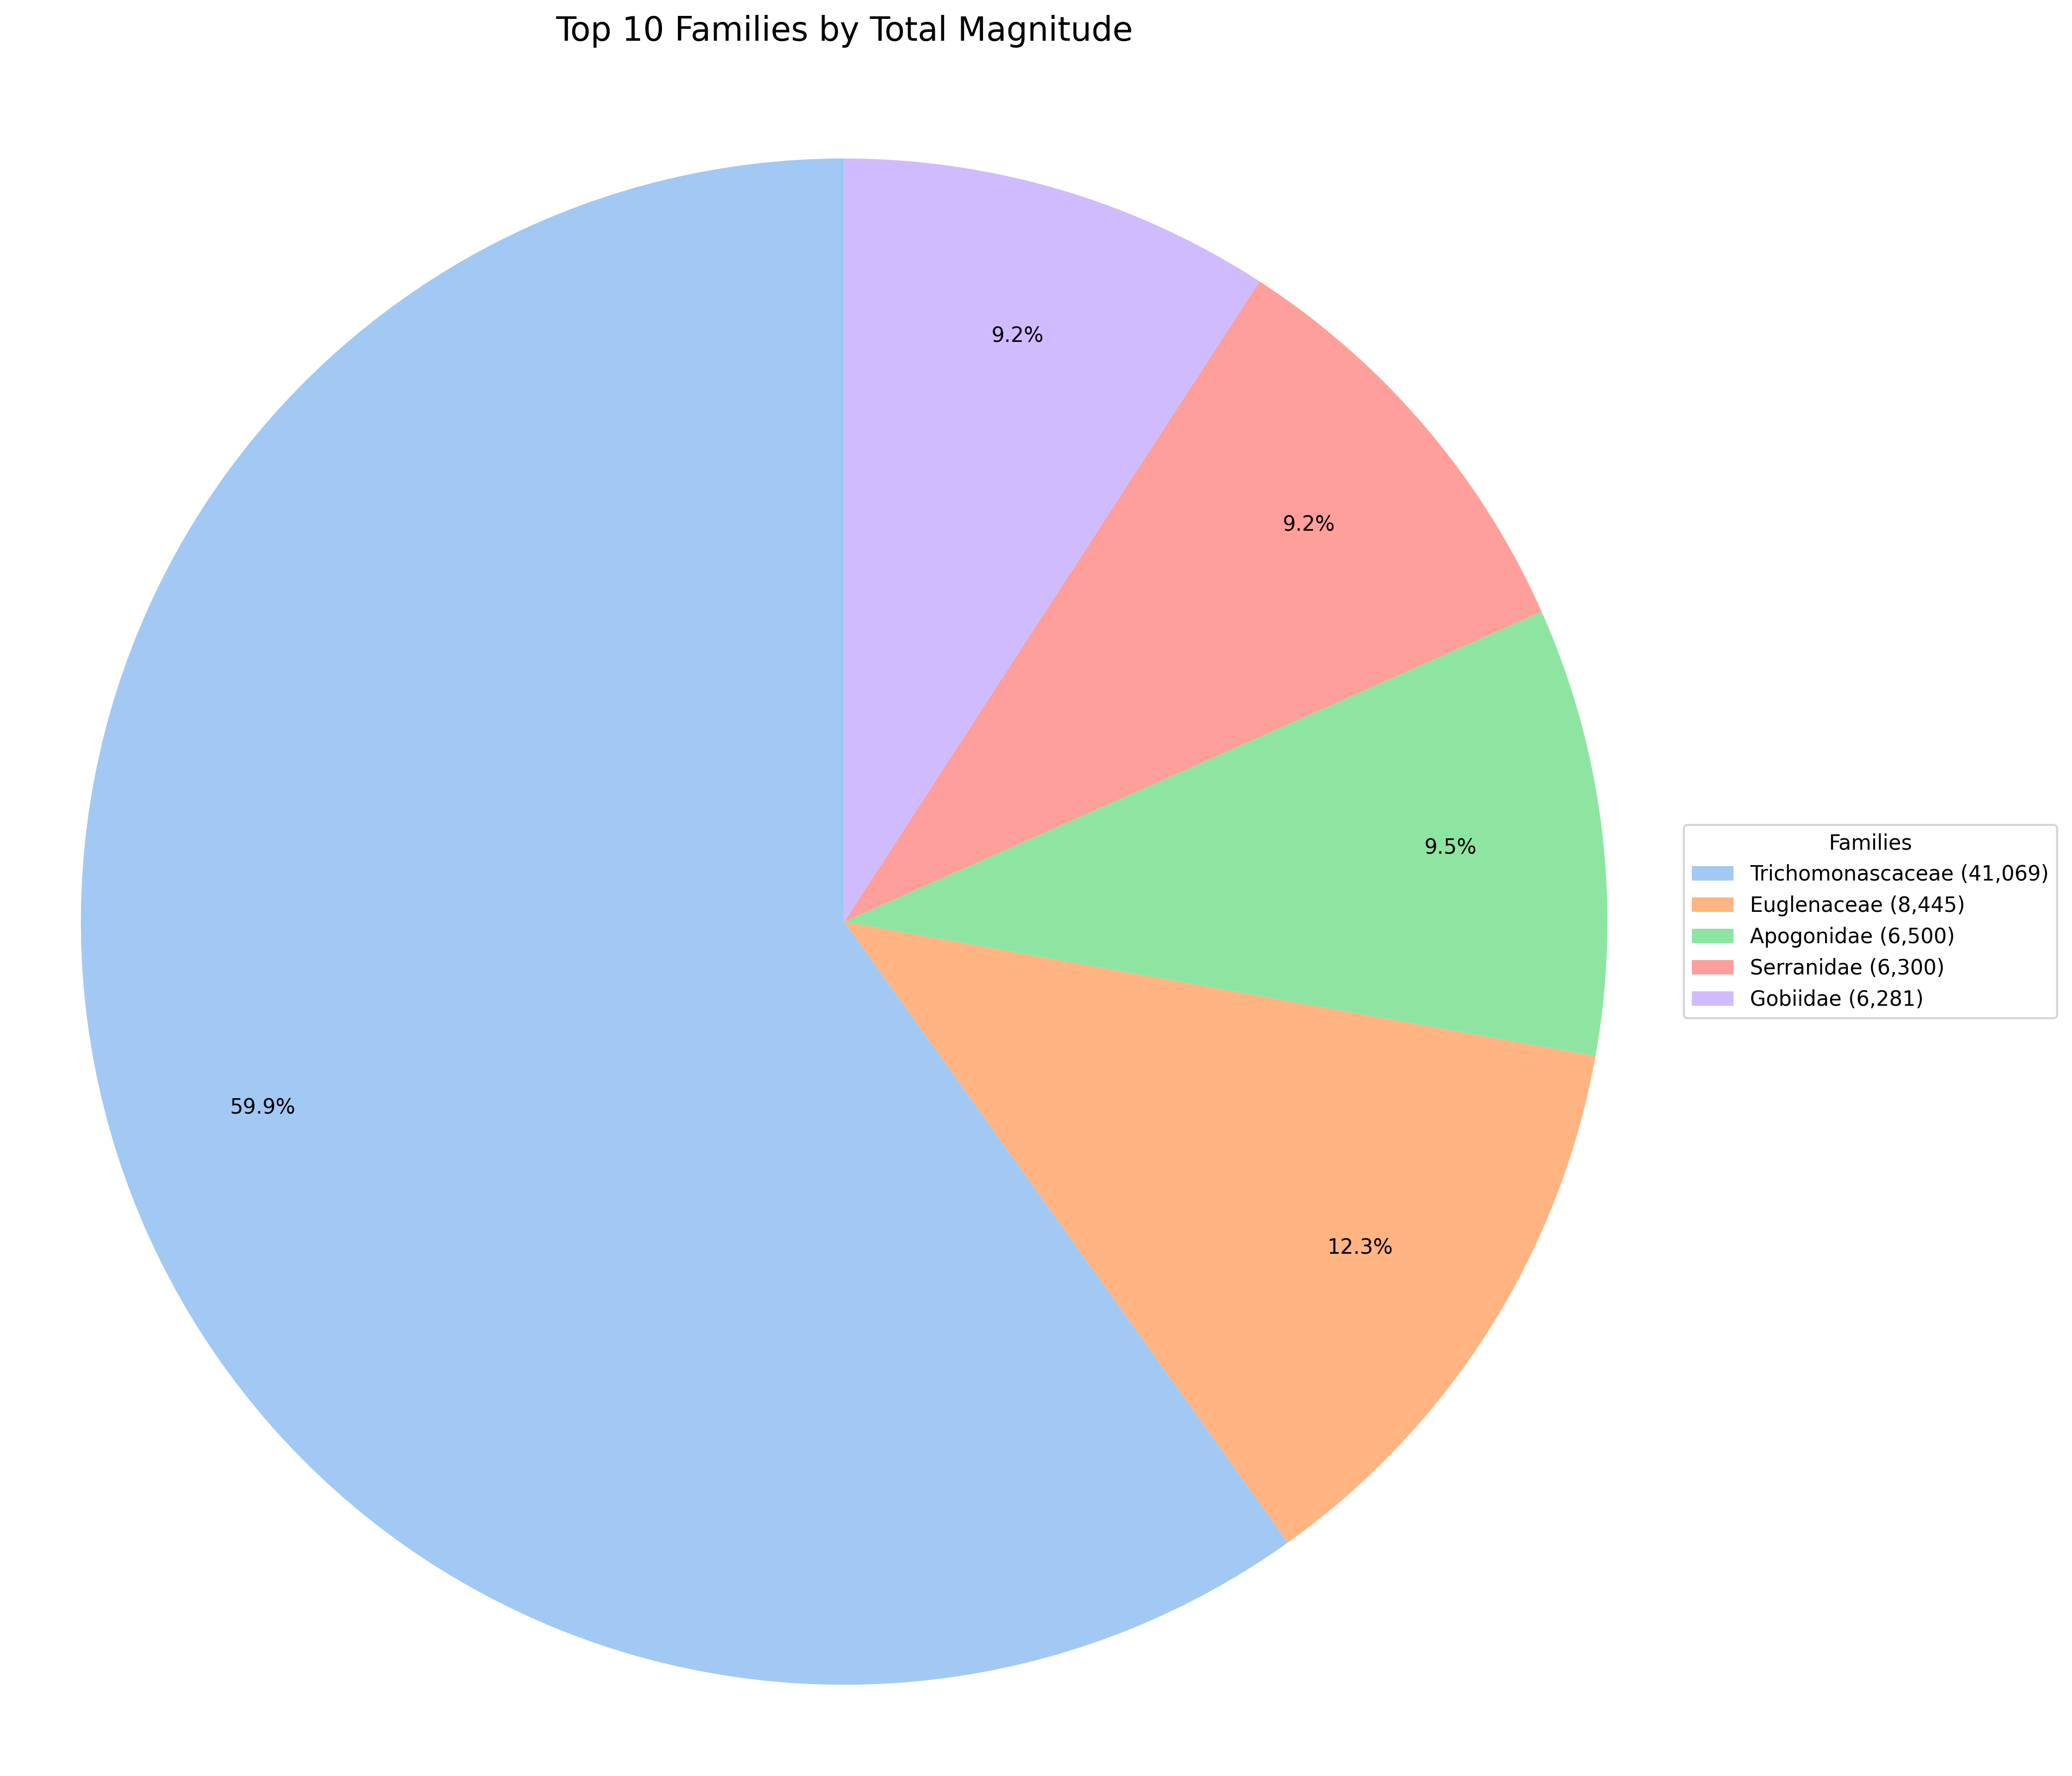 Top 10 Families by Total Magnitude
9.2%
9.2%
9.5%
59.9%
12.3%
Families
Trichomonascaceae (41,069)
Euglenaceae (8,445)
Apogonidae (6,500)
Serranidae (6,300)
Gobiidae (6,281)